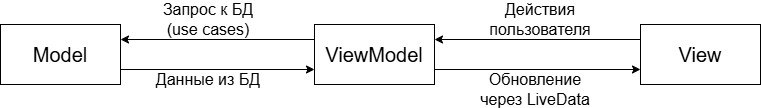 Запрос к БД
(use cases)
Действия
пользователя
Model
ViewModel
View
Данные из БД
Обновление
через LiveData